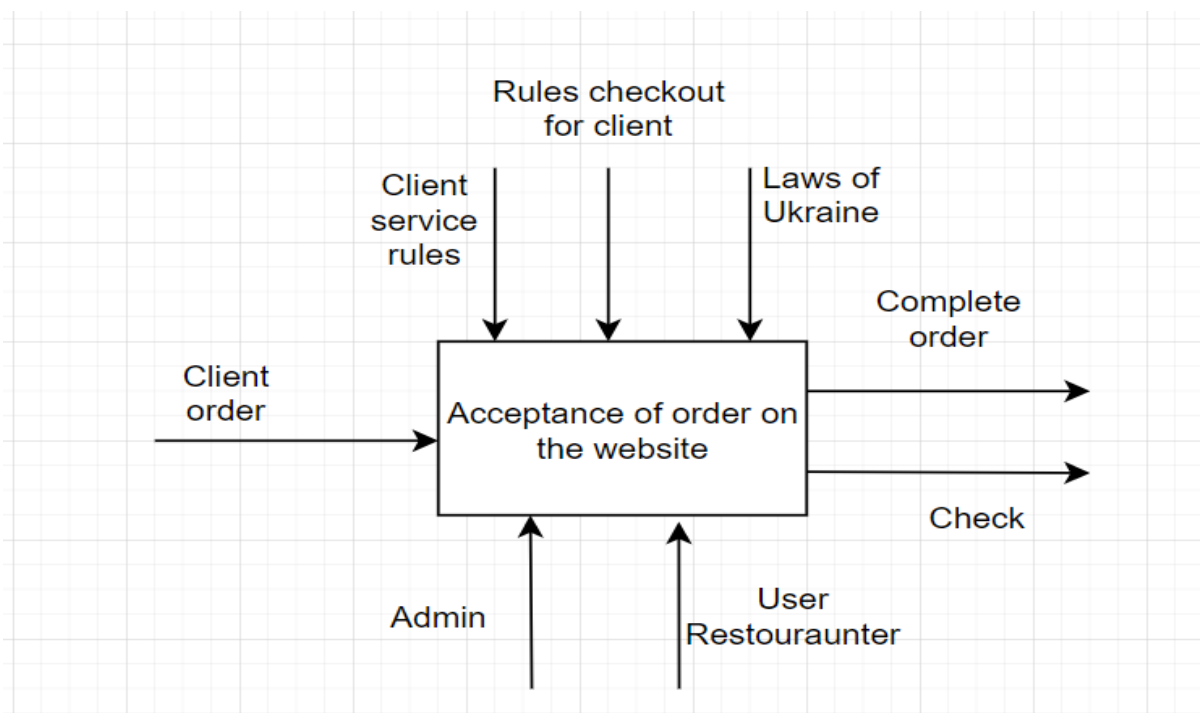 Rules checkout
for client
Client
service
rules
Laws of
Ukraine
Complete
order
Client
order
Acceptance of order on
the website
Check
Admin
User
Restouraunter